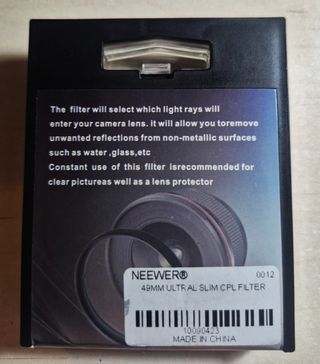 The filter will select which light rays will
enter your camera lens. it will allow you toremove
unwanted reflections from non-metallic surfaces
such as water ,glass,etc
Constant use of this filter isrecommended for
clear pictureas well as a lens protector
NEEWER® 0012
49MM ULTRAL SLIM CPL FILTER
10090423
MADE IN CHINA